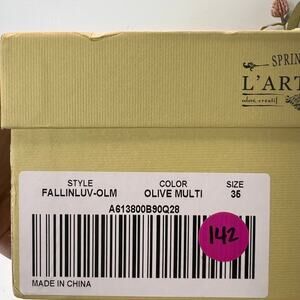 SPRIN
L'ART
STYLE COLOR SIZE
FALLINLUV-OLM OLIVE MULTI 35
A613800B90Q28
142
MADE IN CHINA